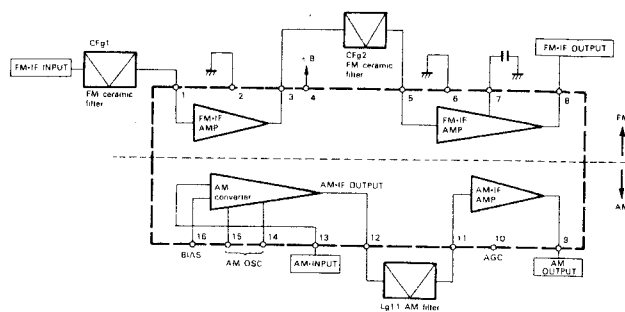 CFg1
CFg2
FM ceramic
filter
+ B
FM-IF INPUT
FM-IF OUTPUT
FM ceramic
filter
1
2
3
4
5
6
7
8
FM-IF
AMP
FM-IF
AMP
FM
AM
AM
converter
AM-IF OUTPUT
AM-IF
AMP
16
15
14
13
12
11
10
9
BIAS
AM OSC
AM-INPUT
AGC
AM
OUTPUT
Lg11 AM filter